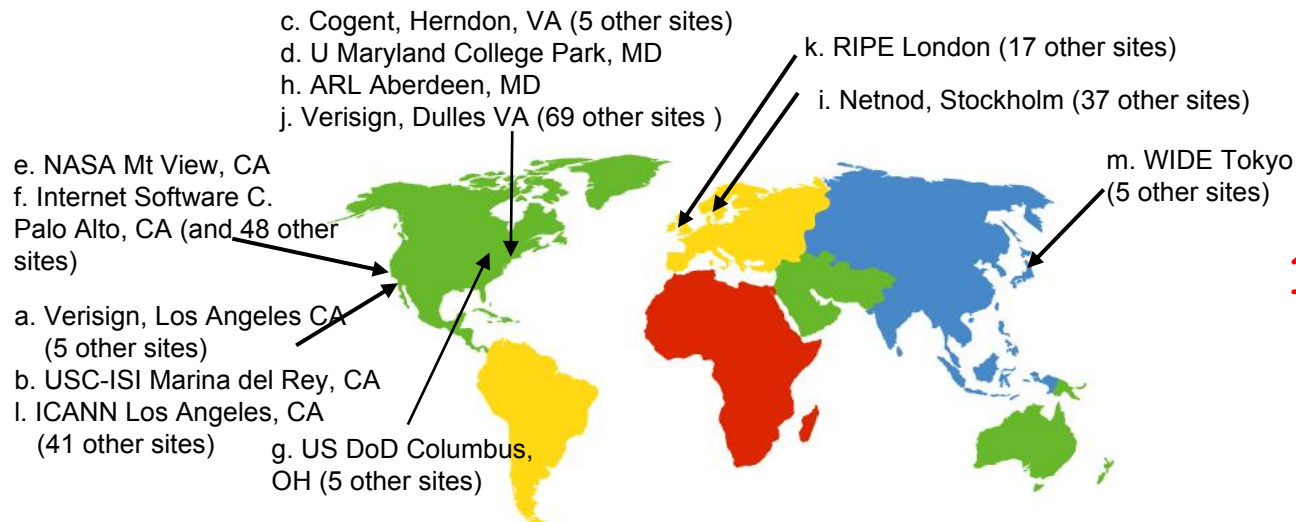 c. Cogent, Herndon, VA (5 other sites)
d. U Maryland College Park, MD
h. ARL Aberdeen, MD
j. Verisign, Dulles VA (69 other sites )
k. RIPE London (17 other sites)
i. Netnod, Stockholm (37 other sites)
m. WIDE Tokyo
(5 other sites)
e. NASA Mt View, CA
f. Internet Software C.
Palo Alto, CA (and 48 other
sites)
a. Verisign, Los Angeles CA
(5 other sites)
b. USC-ISI Marina del Rey, CA
l. ICANN Los Angeles, CA
(41 other sites)
g. US DoD Columbus,
OH (5 other sites)